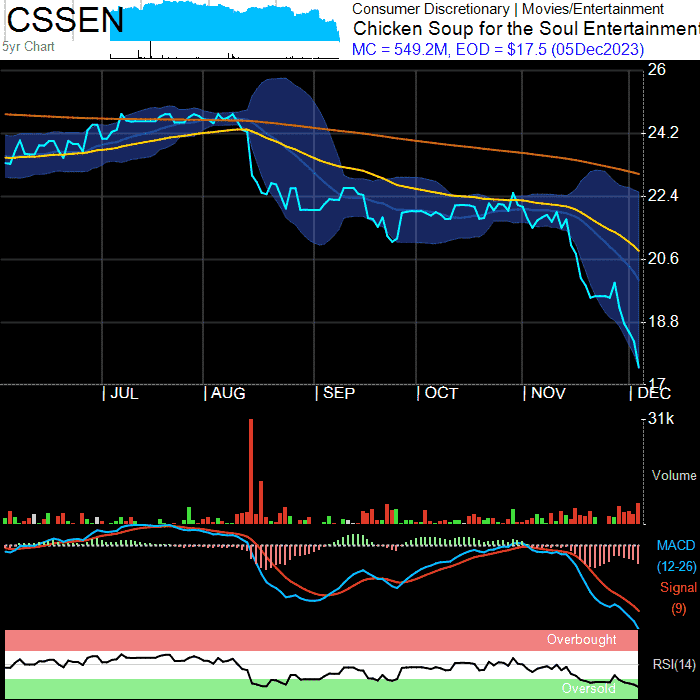 CSSEN
5yr Chart
Consumer Discretionary | Movies/Entertainment
Chicken Soup for the Soul Entertainment
MC = 549.2M, EOD = $17.5 (05Dec2023)
26
24.2
22.4
20.6
18.8
17
JUL
AUG
SEP
OCT
NOV
DEC
31k
Volume
MACD
(12-26)
Signal
(9)
Overbought
RSI(14)
Oversold